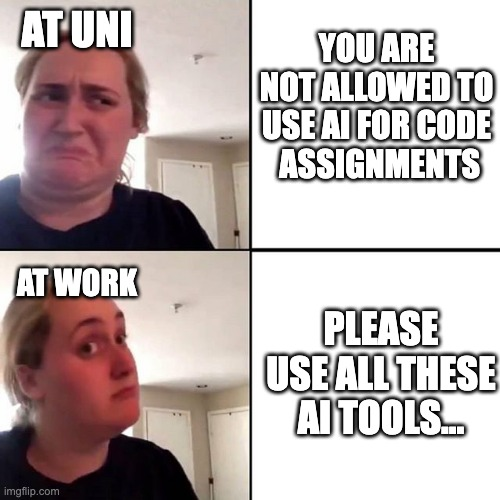 AT UNI
YOU ARE
NOT ALLOWED TO
USE AI FOR CODE
ASSIGNMENTS
AT WORK
PLEASE
USE ALL THESE
AI TOOLS...
imgflip.com